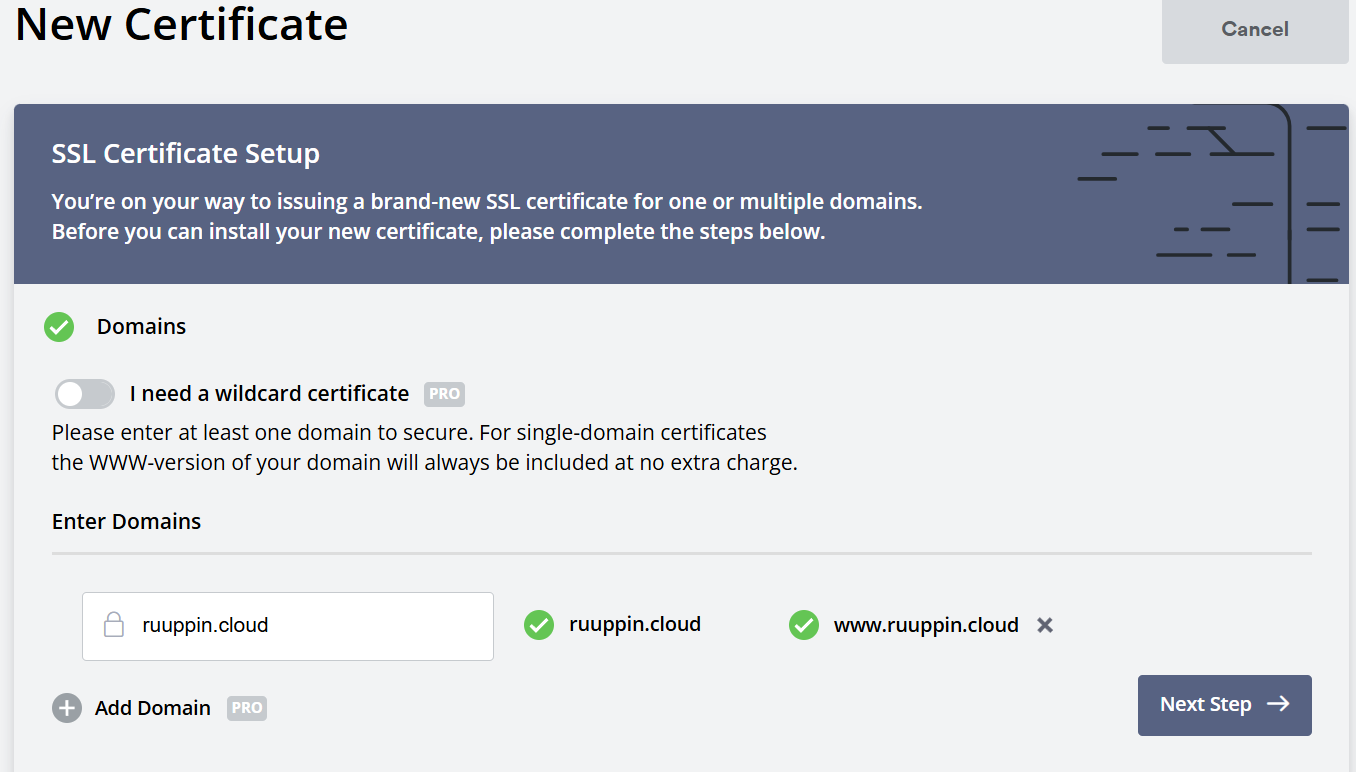 New Certificate
Cancel
SSL Certificate Setup
You’re on your way to issuing a brand-new SSL certificate for one or multiple domains.
Before you can install your new certificate, please complete the steps below.
Domains
I need a wildcard certificate PRO
Please enter at least one domain to secure. For single-domain certificates
the WWW-version of your domain will always be included at no extra charge.
Enter Domains
ruuppin.cloud ruuppin.cloud www.ruuppin.cloud
Add Domain PRO
Next Step